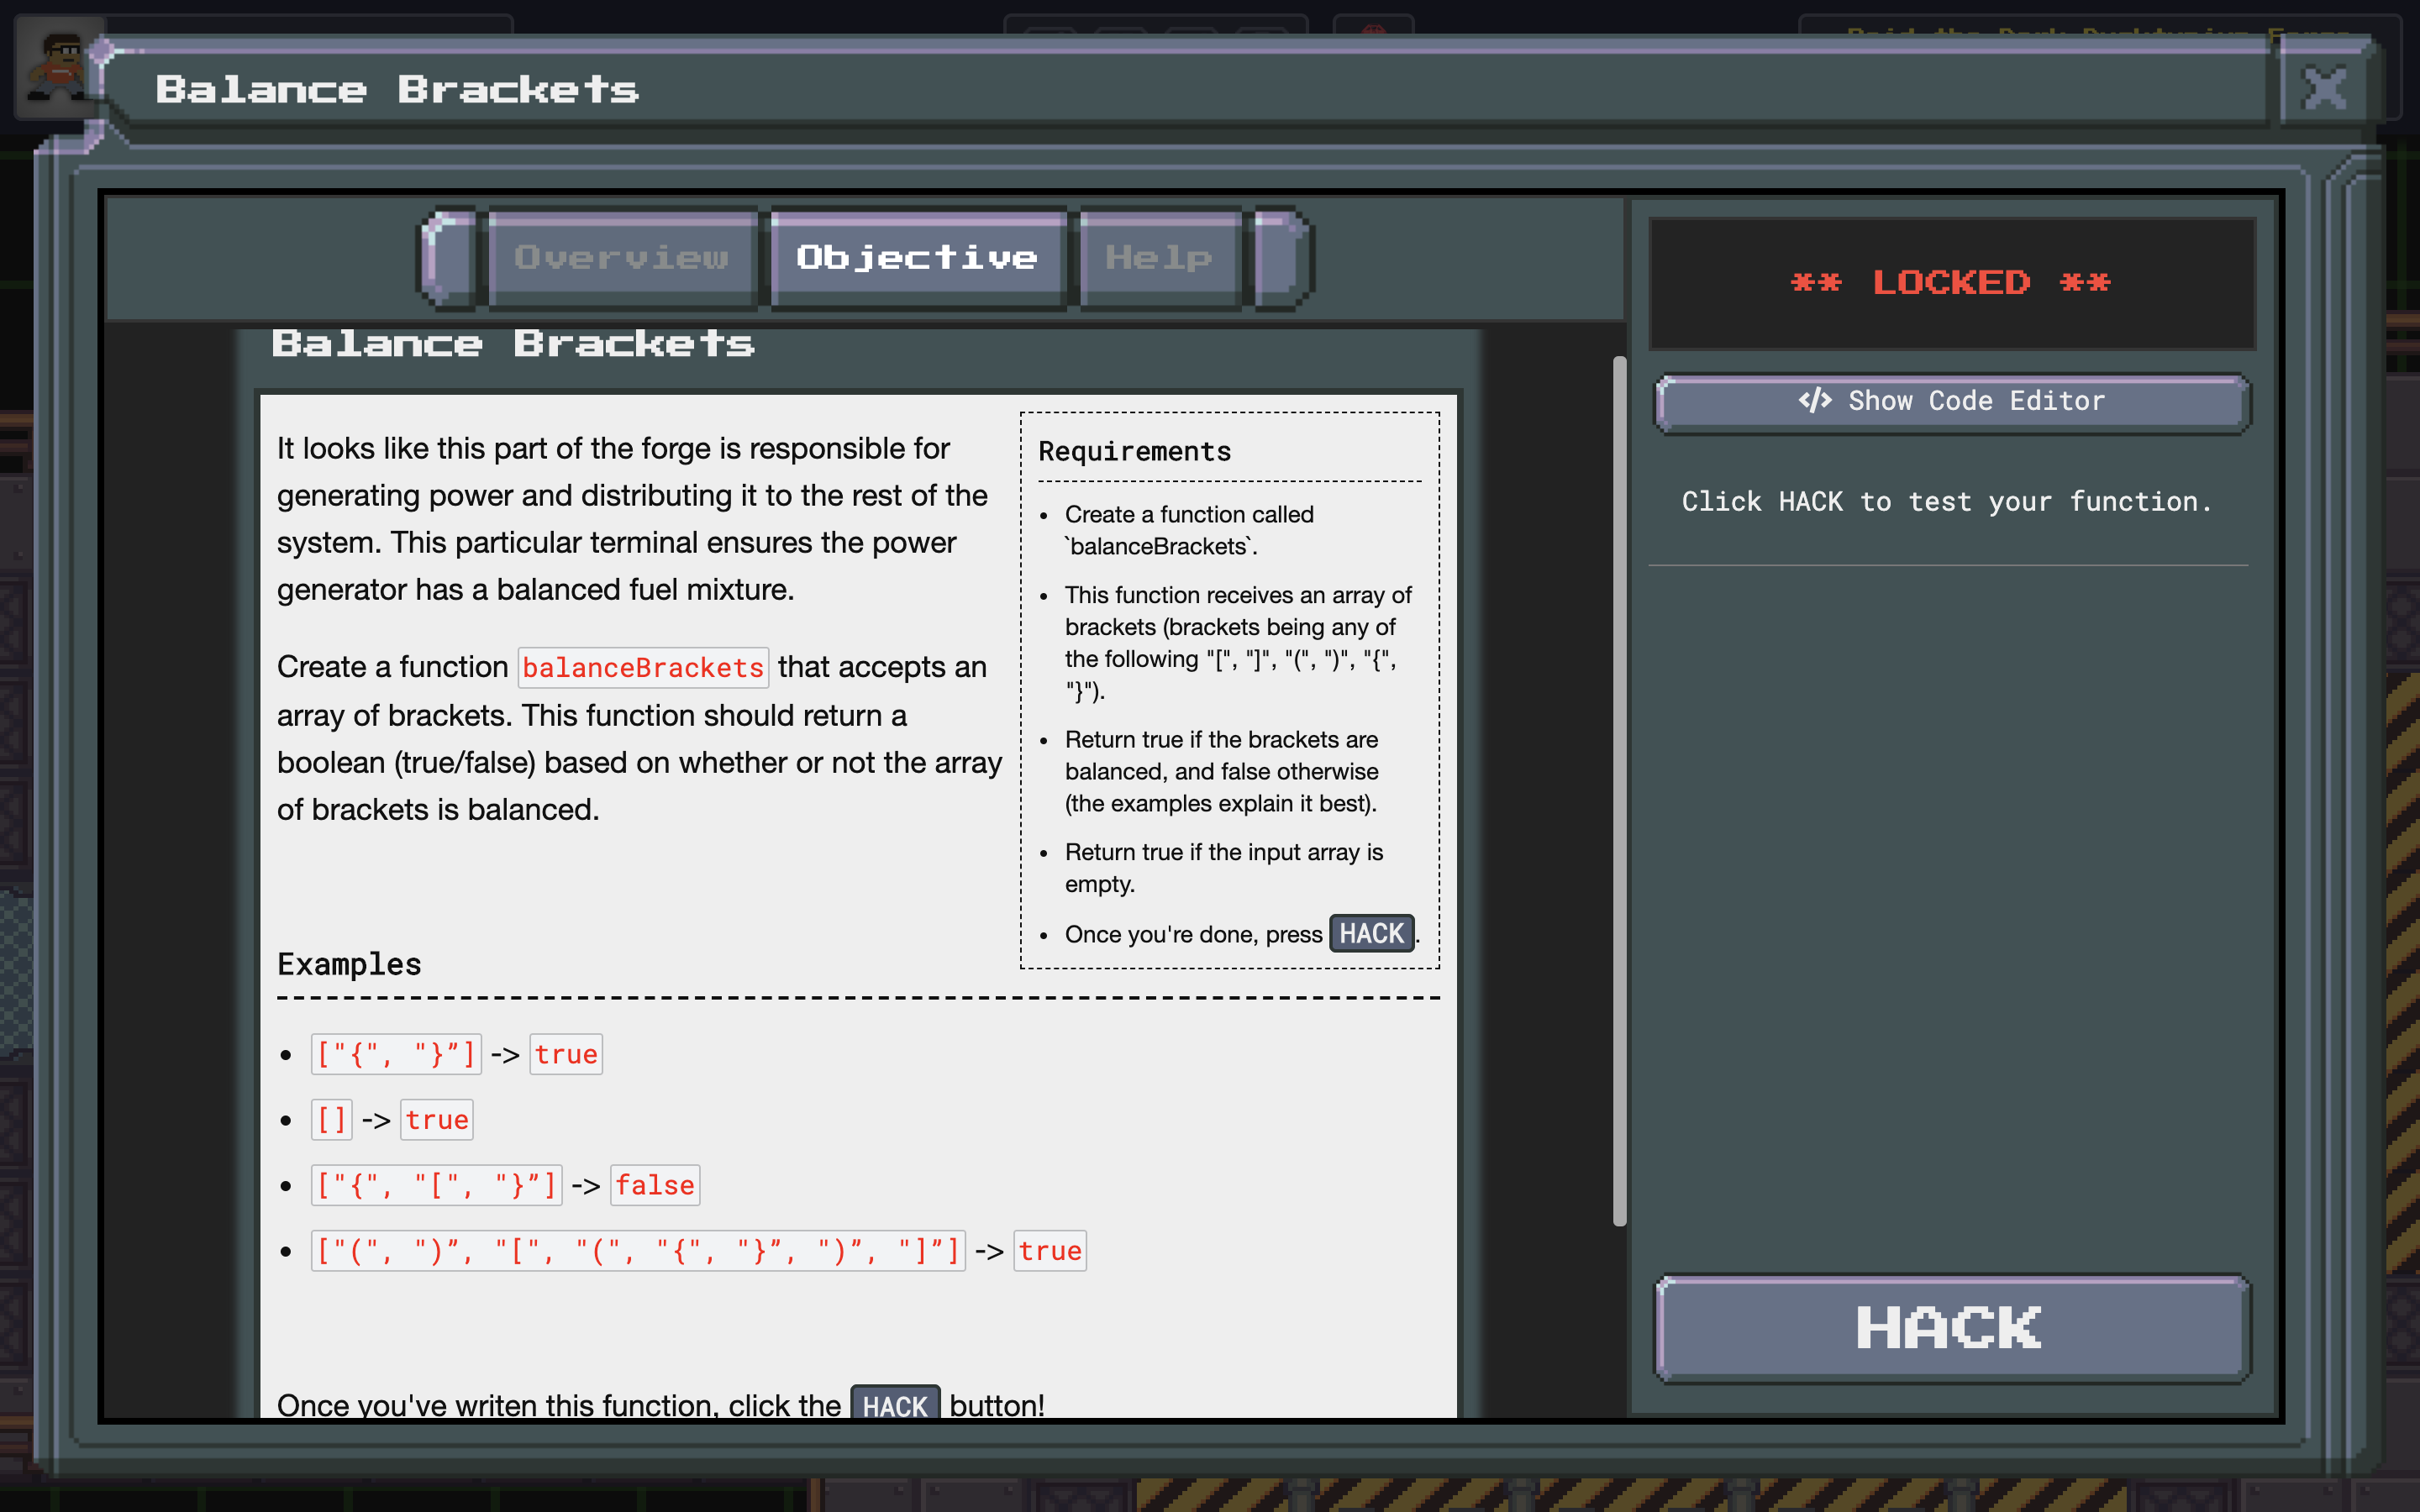 Balance Brackets
Overview
Objective
Help
** LOCKED **
</> Show Code Editor
Click HACK to test your function.
HACK
Balance Brackets
It looks like this part of the forge is responsible for
generating power and distributing it to the rest of the
system. This particular terminal ensures the power
generator has a balanced fuel mixture.
Create a function balanceBrackets that accepts an
array of brackets. This function should return a
boolean (true/false) based on whether or not the array
of brackets is balanced.
Requirements
• Create a function called
`balanceBrackets`.
• This function receives an array of
brackets (brackets being any of
the following "[", "]", "(", ")", "{",
"}").
• Return true if the brackets are
balanced, and false otherwise
(the examples explain it best).
• Return true if the input array is
empty.
• Once you're done, press HACK.
Examples
• ["{", "}”] -> true
• [] -> true
• ["{", "[", "}”] -> false
• ["(", ")”, "[", "(", "{", "}”, ")”, "]”] -> true
Once you've writen this function, click the HACK button!